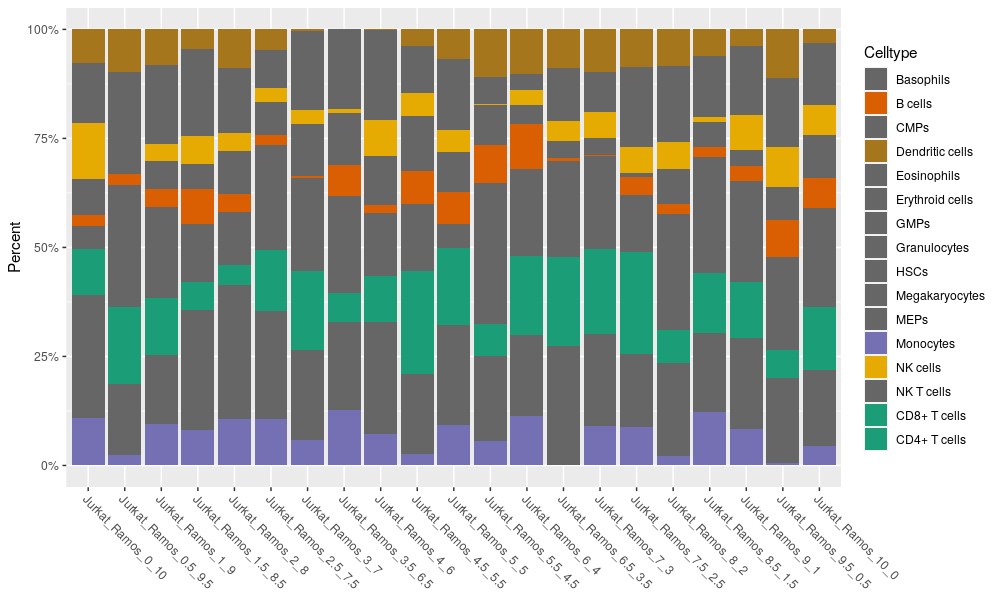 100%
75%
50%
25%
0%
Percent
Jurkat_Ramos_0_10
Jurkat_Ramos_0.5_9.5
Jurkat_Ramos_1_9
Jurkat_Ramos_1.5_8.5
Jurkat_Ramos_2_8
Jurkat_Ramos_2.5_7.5
Jurkat_Ramos_3_7
Jurkat_Ramos_3.5_6.5
Jurkat_Ramos_4_6
Jurkat_Ramos_4.5_5.5
Jurkat_Ramos_5_5
Jurkat_Ramos_5.5_4.5
Jurkat_Ramos_6_4
Jurkat_Ramos_6.5_3.5
Jurkat_Ramos_7_3
Jurkat_Ramos_7.5_2.5
Jurkat_Ramos_8_2
Jurkat_Ramos_8.5_1.5
Jurkat_Ramos_9_1
Jurkat_Ramos_9.5_0.5
Jurkat_Ramos_10_0
Celltype
Basophils
B cells
CMPs
Dendritic cells
Eosinophils
Erythroid cells
GMPs
Granulocytes
HSCs
Megakaryocytes
MEPs
Monocytes
NK cells
NK T cells
CD8+ T cells
CD4+ T cells